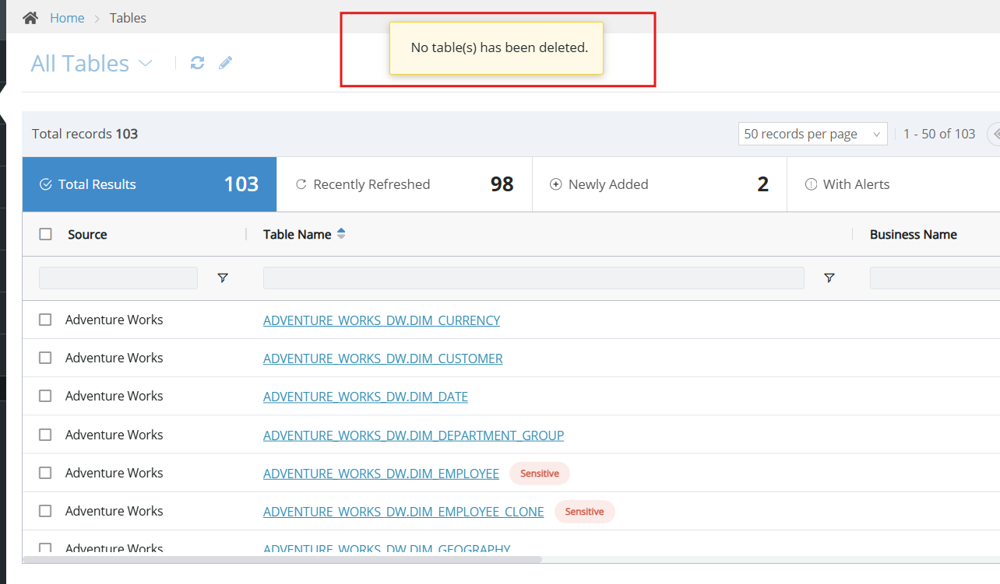 Home > Tables
No table(s) has been deleted.
All Tables
Total records 103
50 records per page
1 - 50 of 103
Total Results 103
Recently Refreshed 98
Newly Added 2
With Alerts
Source Table Name Business Name
Adventure Works ADVENTURE_WORKS_DW.DIM_CURRENCY
Adventure Works ADVENTURE_WORKS_DW.DIM_CUSTOMER
Adventure Works ADVENTURE_WORKS_DW.DIM_DATE
Adventure Works ADVENTURE_WORKS_DW.DIM_DEPARTMENT_GROUP
Adventure Works ADVENTURE_WORKS_DW.DIM_EMPLOYEE Sensitive
Adventure Works ADVENTURE_WORKS_DW.DIM_EMPLOYEE_CLONE Sensitive
Adventure Works ADVENTURE_WORKS_DW.DIM_GEOGRAPHY